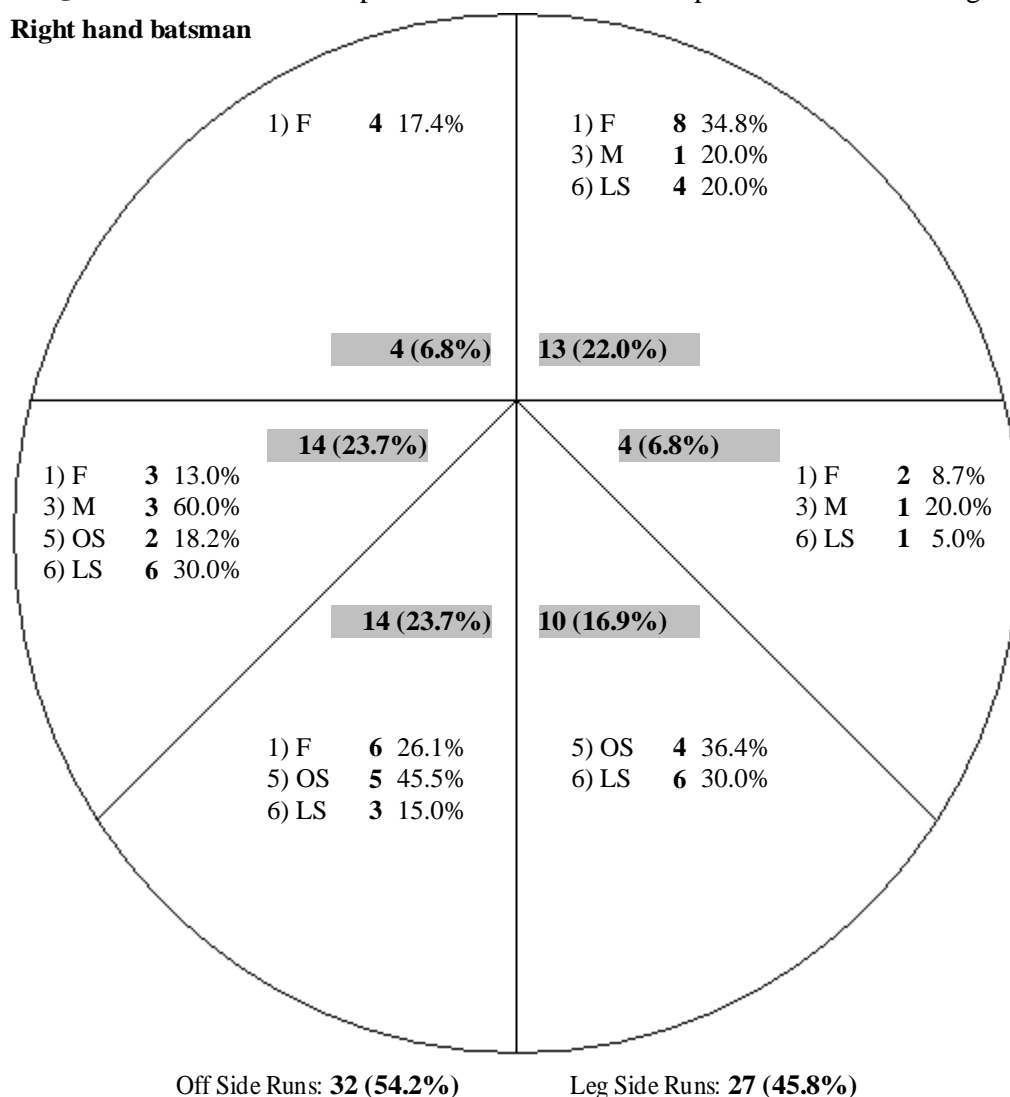 Right hand batsman
1) F 4 17.4%
1) F 8 34.8%
3) M 1 20.0%
6) LS 4 20.0%
4 (6.8%)
13 (22.0%)
14 (23.7%)
4 (6.8%)
1) F 3 13.0%
3) M 3 60.0%
5) OS 2 18.2%
6) LS 6 30.0%
1) F 2 8.7%
3) M 1 20.0%
6) LS 1 5.0%
14 (23.7%)
10 (16.9%)
1) F 6 26.1%
5) OS 5 45.5%
6) LS 3 15.0%
5) OS 4 36.4%
6) LS 6 30.0%
Off Side Runs: 32 (54.2%)
Leg Side Runs: 27 (45.8%)